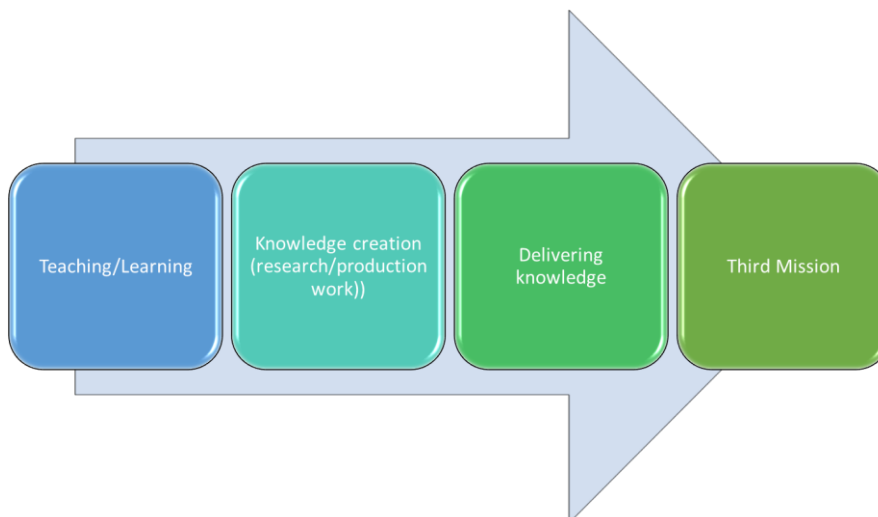 Teaching/Learning
Knowledge creation
(research/production
work))
Delivering
knowledge
Third Mission